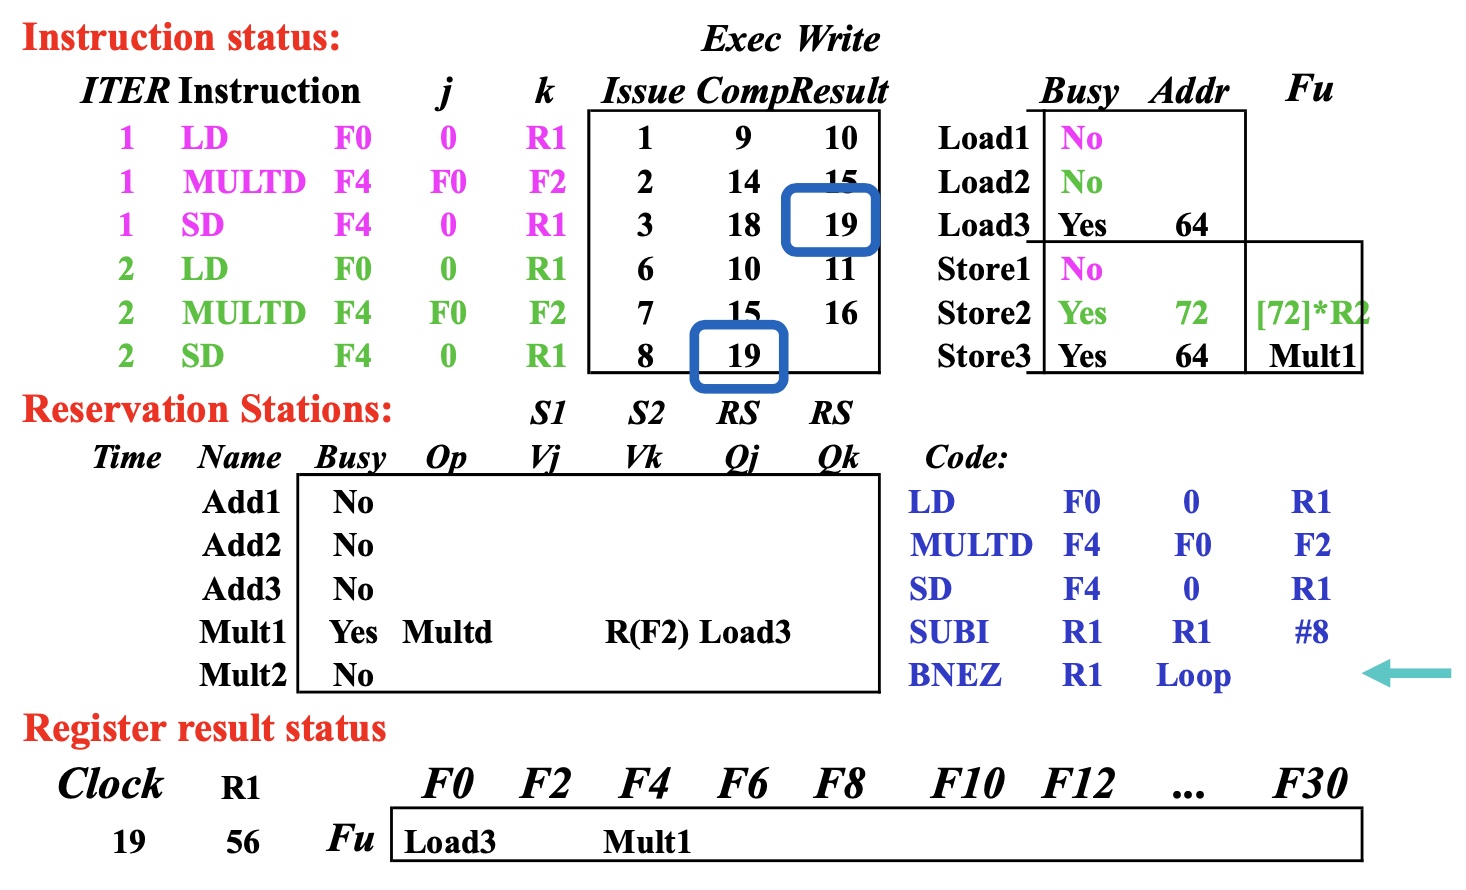 Instruction status: Exec Write
ITER Instruction j k Issue Comp Result Busy Addr Fu
1 LD F0 0 R1 1 9 10 Load1 No
1 MULTD F4 F0 F2 2 14 15 Load2 No
1 SD F4 0 R1 3 18 19 Load3 Yes 64
2 LD F0 0 R1 6 10 11 Store1 No
2 MULTD F4 F0 F2 7 15 16 Store2 Yes 72 [72]*R2
2 SD F4 0 R1 8 19 Store3 Yes 64 Mult1
Reservation Stations: S1 S2 RS RS
Time Name Busy Op Vj Vk Qj Qk Code:
Add1 No LD F0 0 R1
Add2 No MULTD F4 F0 F2
Add3 No SD F4 0 R1
Mult1 Yes Multd R(F2) Load3 SUBI R1 R1 #8
Mult2 No BNEZ R1 Loop
Register result status
Clock R1 F0 F2 F4 F6 F8 F10 F12 ... F30
19 56 Fu Load3 Mult1